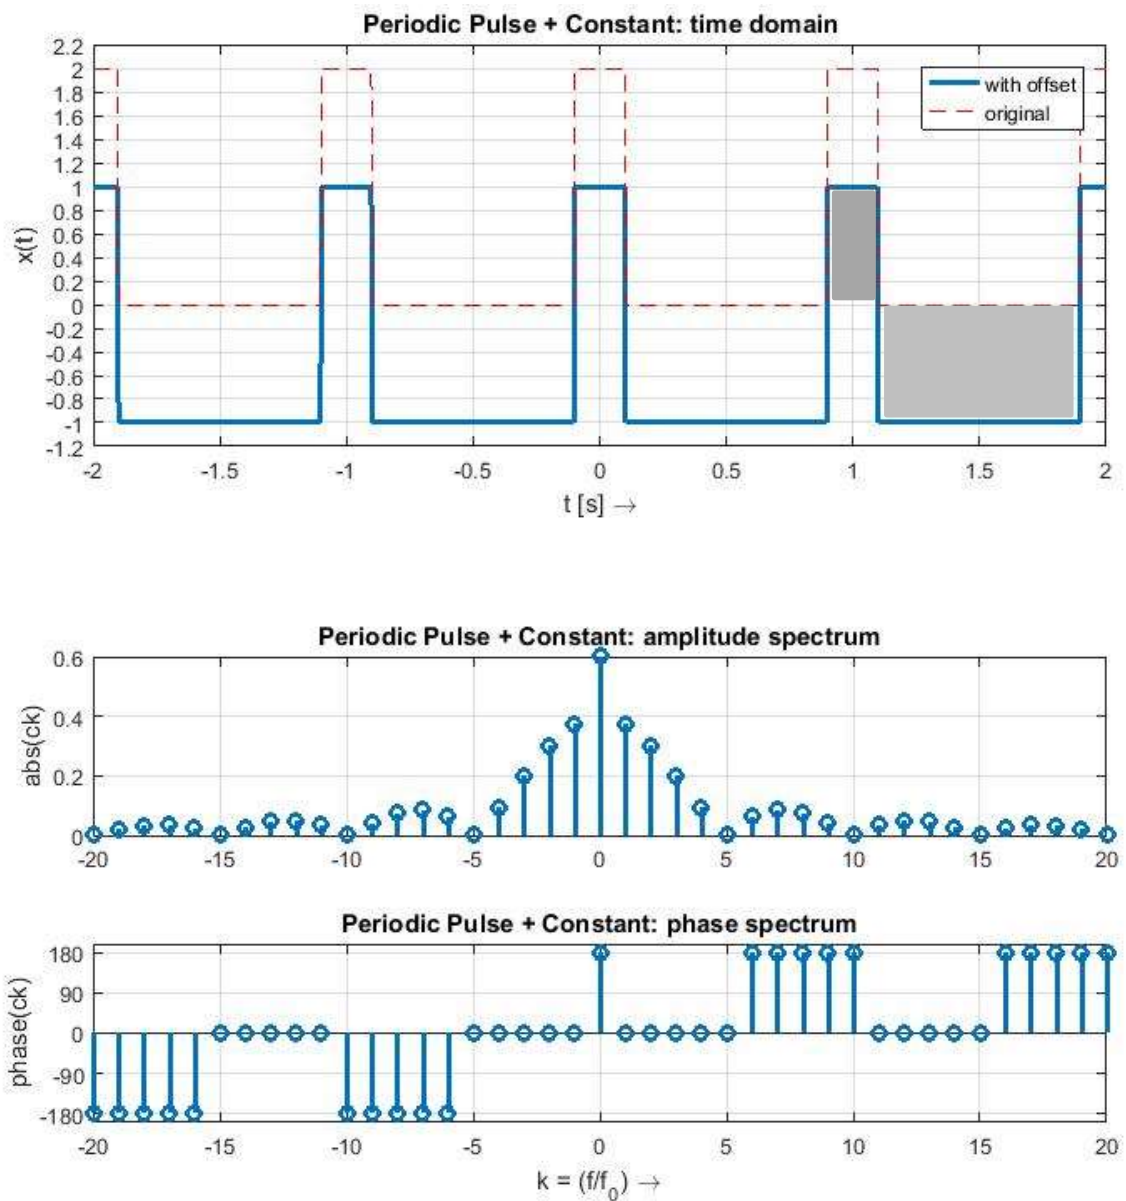 Periodic Pulse + Constant: time domain
2.2
2
1.8
1.6
1.4
1.2
1
0.8
0.6
0.4
0.2
0
-0.2
-0.4
-0.6
-0.8
-1
-1.2
x(t)
with offset
original
-2 -1.5 -1 -0.5 0 0.5 1 1.5 2
t [s] →
Periodic Pulse + Constant: amplitude spectrum
0.6
0.4
0.2
0
abs(ck)
-20 -15 -10 -5 0 5 10 15 20
Periodic Pulse + Constant: phase spectrum
180
90
0
-90
-180
phase(ck)
-20 -15 -10 -5 0 5 10 15 20
k = (f/f₀) →